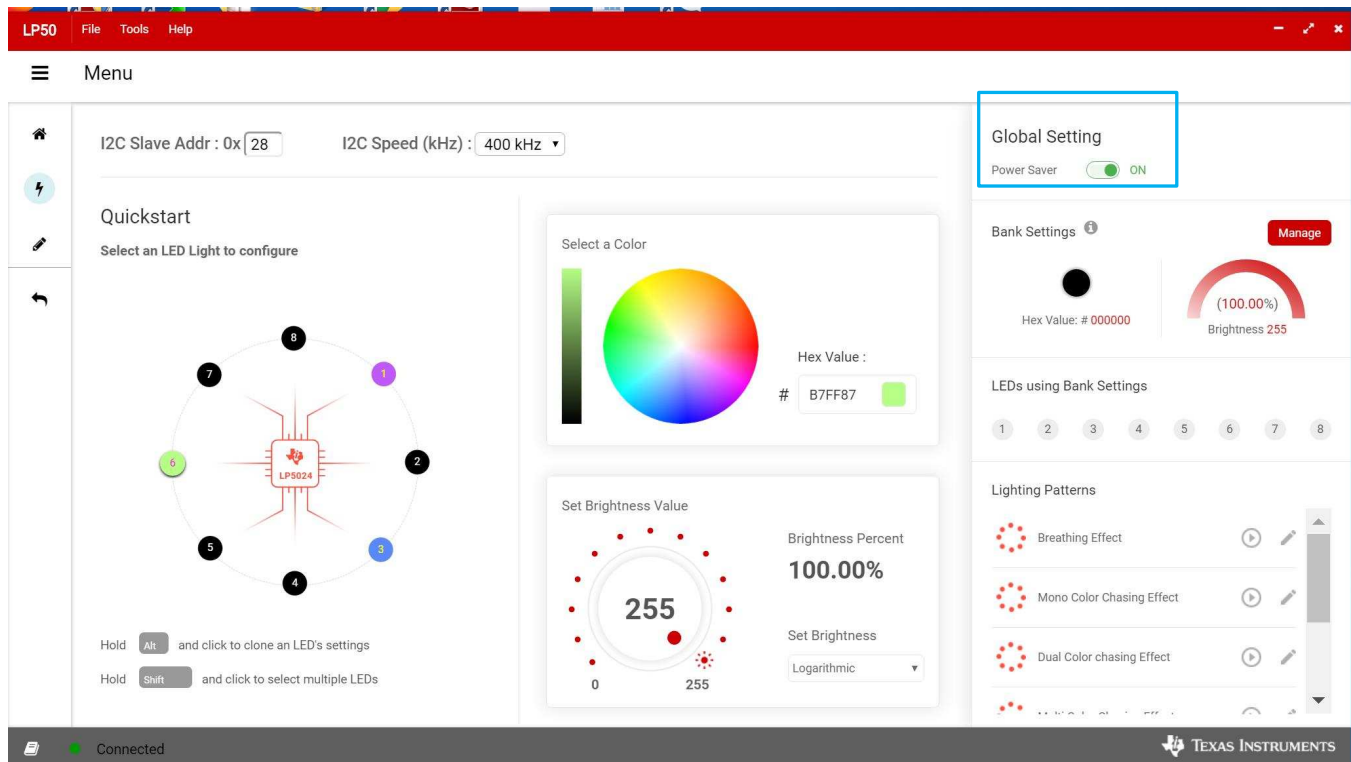 LP50 File Tools Help
Menu
I2C Slave Addr : 0x 28 I2C Speed (kHz) : 400 kHz
Quickstart
Select an LED Light to configure
8
7
1
6
LP5024
2
5
3
4
Hold Alt and click to clone an LED's settings
Hold Shift and click to select multiple LEDs
Select a Color
Hex Value :
# B7FF87
Set Brightness Value
255
0 255
Brightness Percent
100.00%
Set Brightness
Logarithmic
Global Setting
Power Saver ON
Bank Settings Manage
Hex Value: # 000000
(100.00%)
Brightness 255
LEDs using Bank Settings
1 2 3 4 5 6 7 8
Lighting Patterns
Breathing Effect
Mono Color Chasing Effect
Dual Color chasing Effect
Connected
TEXAS INSTRUMENTS